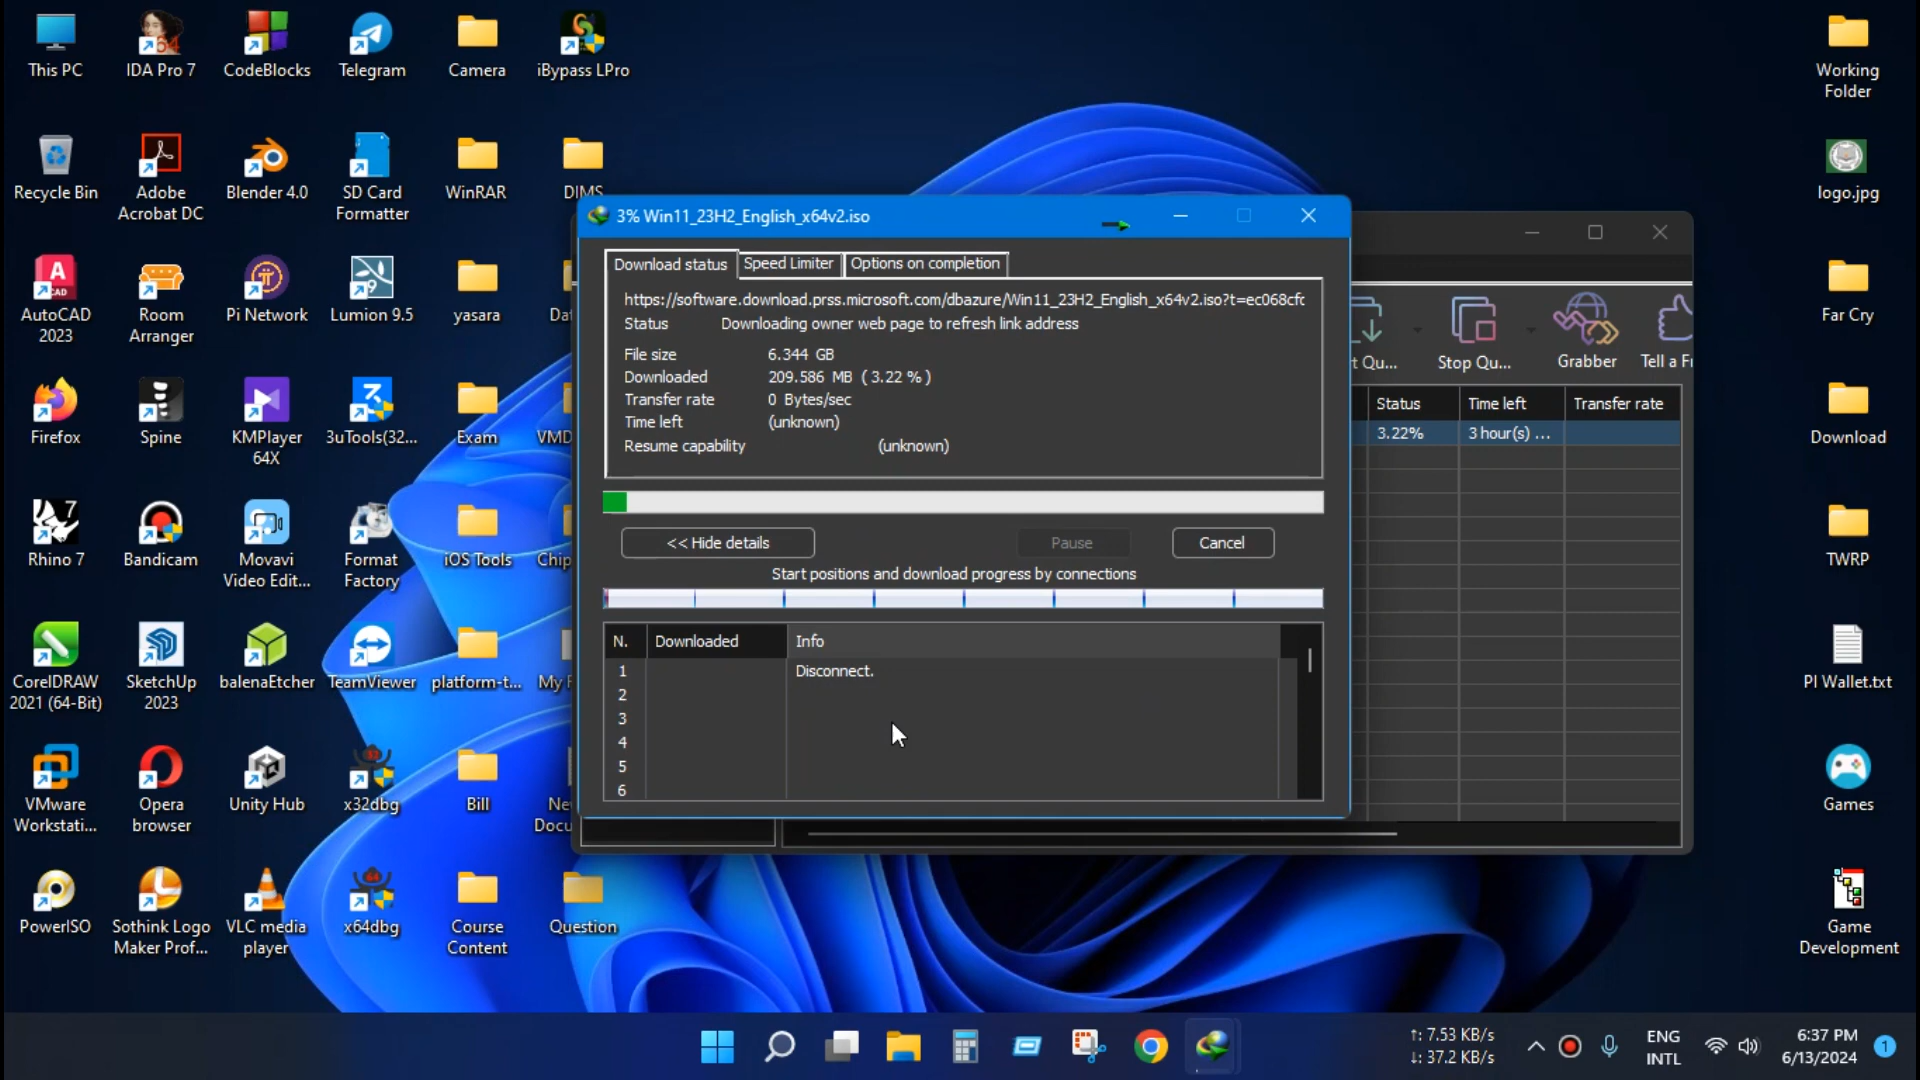 This PC
IDA Pro 7
CodeBlocks
Telegram
Camera
iBypass LPro
Working
Folder
Recycle Bin
Adobe
Acrobat DC
Blender 4.0
SD Card
Formatter
WinRAR
DIMS
logo.jpg
AutoCAD
2023
Room
Arranger
Pi Network
Lumion 9.5
yasara
Far Cry
Firefox
Spine
KMPlayer
64X
3uTools(32...
Exam
VMD
Download
Rhino 7
Bandicam
Movavi
Video Edit...
Format
Factory
iOS Tools
Chip
TWRP
CorelDRAW
2021 (64-Bit)
SketchUp
2023
balenaEtcher
TeamViewer
platform-t...
My
PI Wallet.txt
VMware
Workstati...
Opera
browser
Unity Hub
x32dbg
Bill
Docu
Games
PowerISO
Sothink Logo
Maker Prof...
VLC media
player
x64dbg
Course
Content
Question
Game
Development
3% Win11_23H2_English_x64v2.iso
Download status
Speed Limiter
Options on completion
https://software.download.prss.microsoft.com/dbazure/Win11_23H2_English_x64v2.iso?t=ec068cfc
Status Downloading owner web page to refresh link address
File size 6.344 GB
Downloaded 209.586 MB ( 3.22 % )
Transfer rate 0 Bytes/sec
Time left (unknown)
Resume capability (unknown)
<< Hide details
Pause
Cancel
Start positions and download progress by connections
N. Downloaded Info
1 Disconnect.
2
3
4
5
6
t Qu...
Stop Qu...
Grabber
Tell a Fr
Status Time left Transfer rate
3.22% 3 hour(s) ...
↑: 7.53 KB/s
↓: 37.2 KB/s
ENG
INTL
6:37 PM
6/13/2024
1